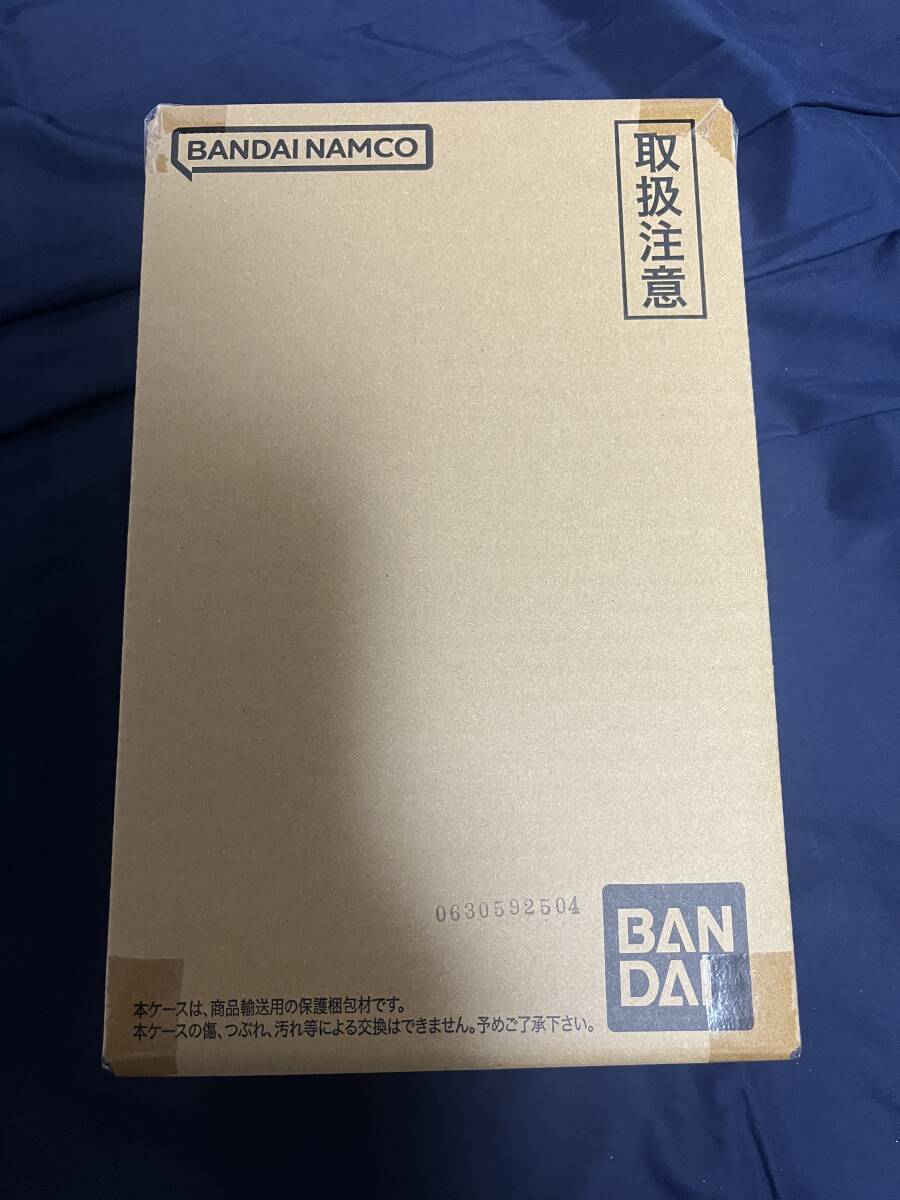 BANDAI NAMCO
取扱注意
0630592504
BAN
DAI
本ケースは、商品輸送用の保護梱包材です。
本ケースの傷、つぶれ、汚れ等による交換はできません。予めご了承下さい。